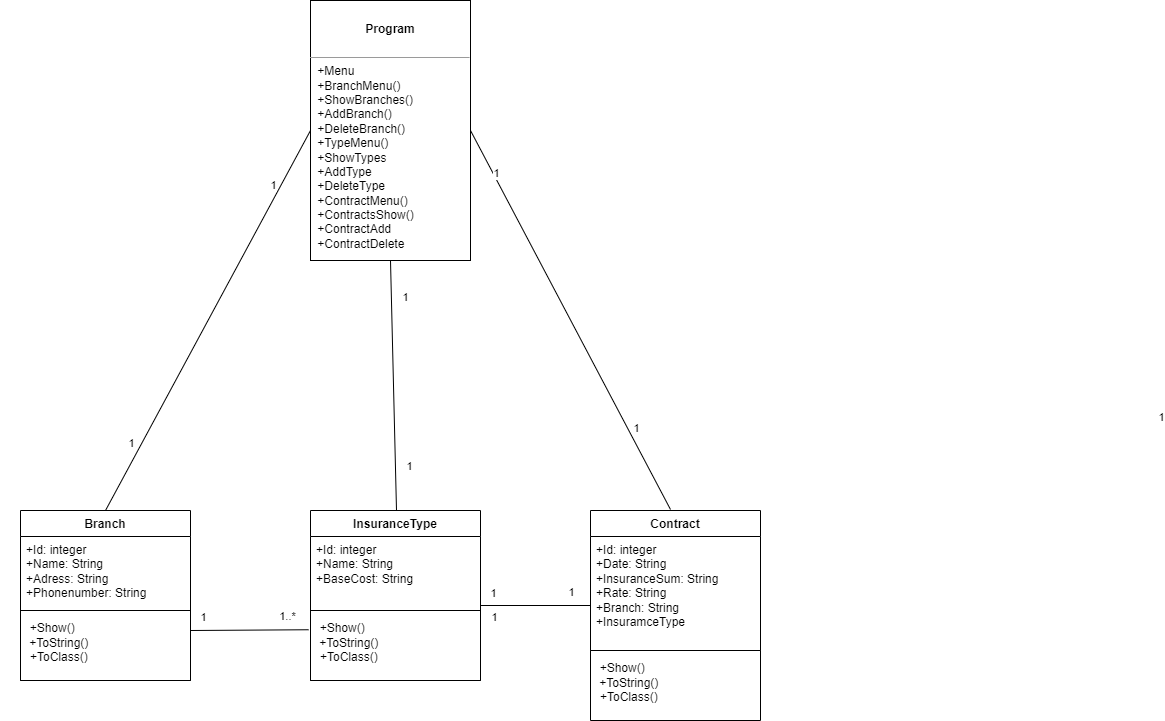 Program
+Menu
+BranchMenu()
+ShowBranches()
+AddBranch()
+DeleteBranch()
+TypeMenu()
+ShowTypes
+AddType
+DeleteType
+ContractMenu()
+ContractsShow()
+ContractAdd
+ContractDelete
1
1
1
1
1
1
1
Branch
+Id: integer
+Name: String
+Adress: String
+Phonenumber: String
+Show()
+ToString()
+ToClass()
1
1..*
InsuranceType
+Id: integer
+Name: String
+BaseCost: String
+Show()
+ToString()
+ToClass()
1
1
1
Contract
+Id: integer
+Date: String
+InsuranceSum: String
+Rate: String
+Branch: String
+InsuramceType
+Show()
+ToString()
+ToClass()